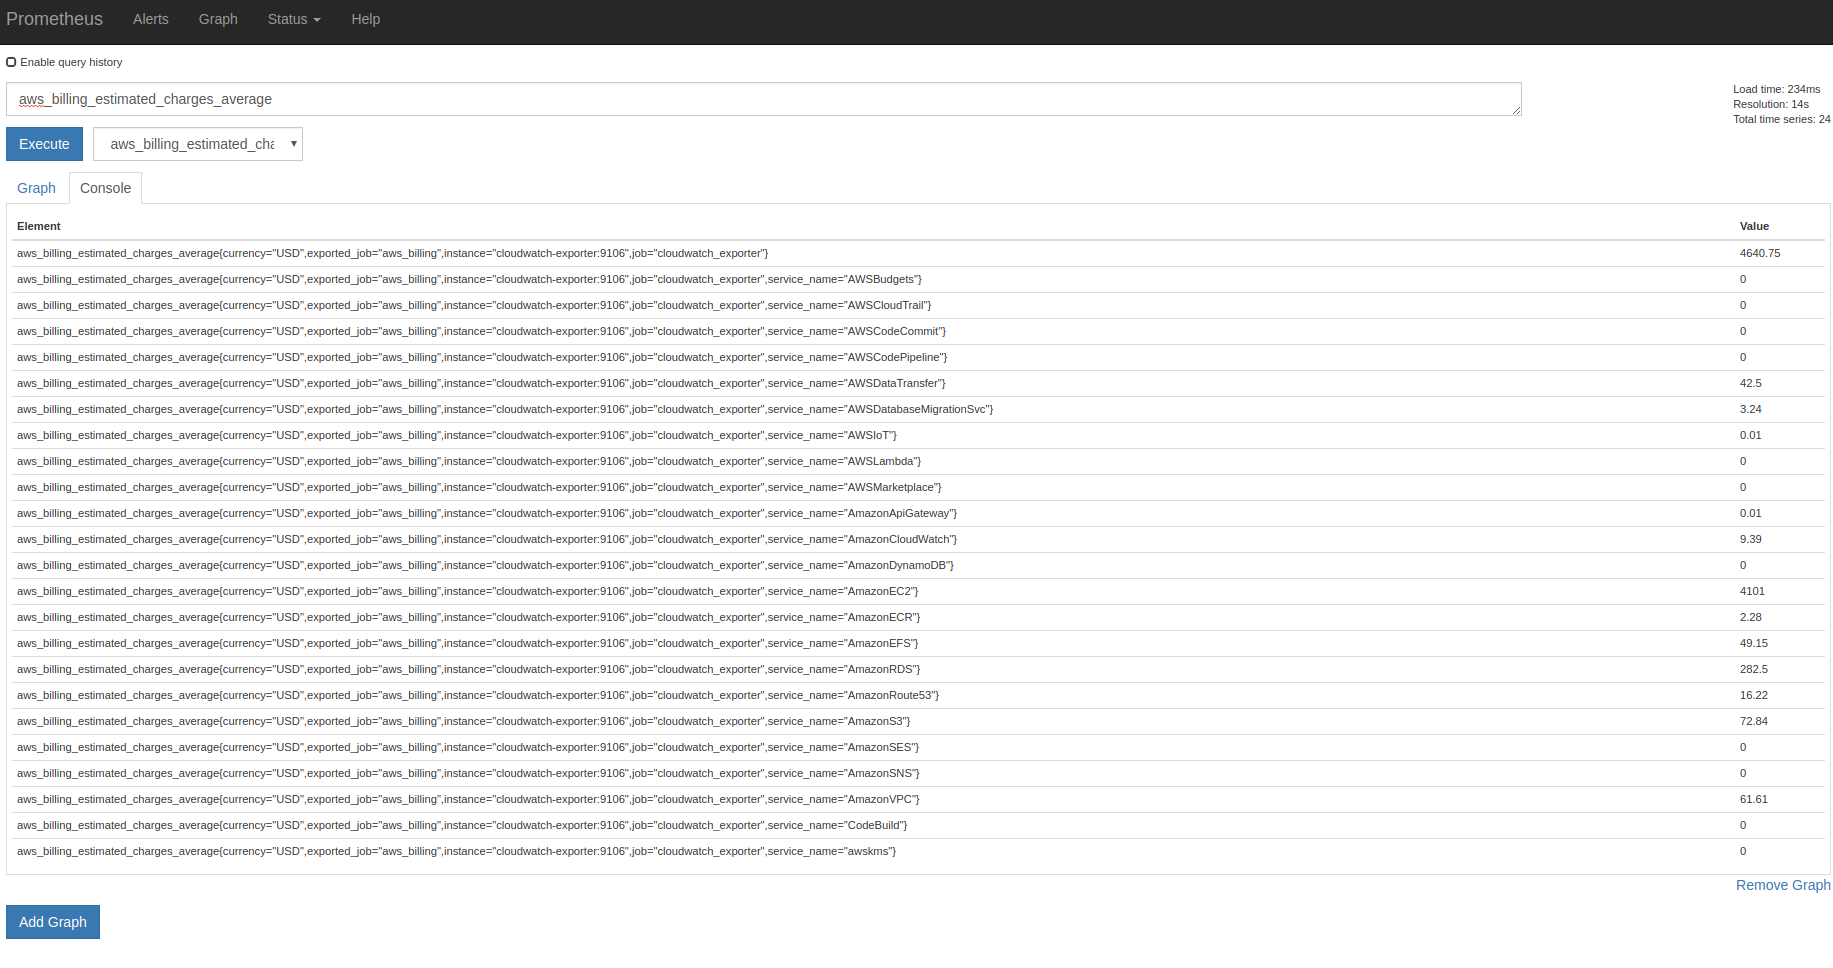 Prometheus Alerts Graph Status Help
Enable query history
aws_billing_estimated_charges_average
Load time: 234ms
Resolution: 14s
Total time series: 24
Execute aws_billing_estimated_cha
Graph Console
Element Value
aws_billing_estimated_charges_average{currency="USD",exported_job="aws_billing",instance="cloudwatch-exporter:9106",job="cloudwatch_exporter"} 4640.75
aws_billing_estimated_charges_average{currency="USD",exported_job="aws_billing",instance="cloudwatch-exporter:9106",job="cloudwatch_exporter",service_name="AWSBudgets"} 0
aws_billing_estimated_charges_average{currency="USD",exported_job="aws_billing",instance="cloudwatch-exporter:9106",job="cloudwatch_exporter",service_name="AWSCloudTrail"} 0
aws_billing_estimated_charges_average{currency="USD",exported_job="aws_billing",instance="cloudwatch-exporter:9106",job="cloudwatch_exporter",service_name="AWSCodeCommit"} 0
aws_billing_estimated_charges_average{currency="USD",exported_job="aws_billing",instance="cloudwatch-exporter:9106",job="cloudwatch_exporter",service_name="AWSCodePipeline"} 0
aws_billing_estimated_charges_average{currency="USD",exported_job="aws_billing",instance="cloudwatch-exporter:9106",job="cloudwatch_exporter",service_name="AWSDataTransfer"} 42.5
aws_billing_estimated_charges_average{currency="USD",exported_job="aws_billing",instance="cloudwatch-exporter:9106",job="cloudwatch_exporter",service_name="AWSDatabaseMigrationSvc"} 3.24
aws_billing_estimated_charges_average{currency="USD",exported_job="aws_billing",instance="cloudwatch-exporter:9106",job="cloudwatch_exporter",service_name="AWSIoT"} 0.01
aws_billing_estimated_charges_average{currency="USD",exported_job="aws_billing",instance="cloudwatch-exporter:9106",job="cloudwatch_exporter",service_name="AWSLambda"} 0
aws_billing_estimated_charges_average{currency="USD",exported_job="aws_billing",instance="cloudwatch-exporter:9106",job="cloudwatch_exporter",service_name="AWSMarketplace"} 0
aws_billing_estimated_charges_average{currency="USD",exported_job="aws_billing",instance="cloudwatch-exporter:9106",job="cloudwatch_exporter",service_name="AmazonApiGateway"} 0.01
aws_billing_estimated_charges_average{currency="USD",exported_job="aws_billing",instance="cloudwatch-exporter:9106",job="cloudwatch_exporter",service_name="AmazonCloudWatch"} 9.39
aws_billing_estimated_charges_average{currency="USD",exported_job="aws_billing",instance="cloudwatch-exporter:9106",job="cloudwatch_exporter",service_name="AmazonDynamoDB"} 0
aws_billing_estimated_charges_average{currency="USD",exported_job="aws_billing",instance="cloudwatch-exporter:9106",job="cloudwatch_exporter",service_name="AmazonEC2"} 4101
aws_billing_estimated_charges_average{currency="USD",exported_job="aws_billing",instance="cloudwatch-exporter:9106",job="cloudwatch_exporter",service_name="AmazonECR"} 2.28
aws_billing_estimated_charges_average{currency="USD",exported_job="aws_billing",instance="cloudwatch-exporter:9106",job="cloudwatch_exporter",service_name="AmazonEFS"} 49.15
aws_billing_estimated_charges_average{currency="USD",exported_job="aws_billing",instance="cloudwatch-exporter:9106",job="cloudwatch_exporter",service_name="AmazonRDS"} 282.5
aws_billing_estimated_charges_average{currency="USD",exported_job="aws_billing",instance="cloudwatch-exporter:9106",job="cloudwatch_exporter",service_name="AmazonRoute53"} 16.22
aws_billing_estimated_charges_average{currency="USD",exported_job="aws_billing",instance="cloudwatch-exporter:9106",job="cloudwatch_exporter",service_name="AmazonS3"} 72.84
aws_billing_estimated_charges_average{currency="USD",exported_job="aws_billing",instance="cloudwatch-exporter:9106",job="cloudwatch_exporter",service_name="AmazonSES"} 0
aws_billing_estimated_charges_average{currency="USD",exported_job="aws_billing",instance="cloudwatch-exporter:9106",job="cloudwatch_exporter",service_name="AmazonSNS"} 0
aws_billing_estimated_charges_average{currency="USD",exported_job="aws_billing",instance="cloudwatch-exporter:9106",job="cloudwatch_exporter",service_name="AmazonVPC"} 61.61
aws_billing_estimated_charges_average{currency="USD",exported_job="aws_billing",instance="cloudwatch-exporter:9106",job="cloudwatch_exporter",service_name="CodeBuild"} 0
aws_billing_estimated_charges_average{currency="USD",exported_job="aws_billing",instance="cloudwatch-exporter:9106",job="cloudwatch_exporter",service_name="awskms"} 0
Remove Graph
Add Graph